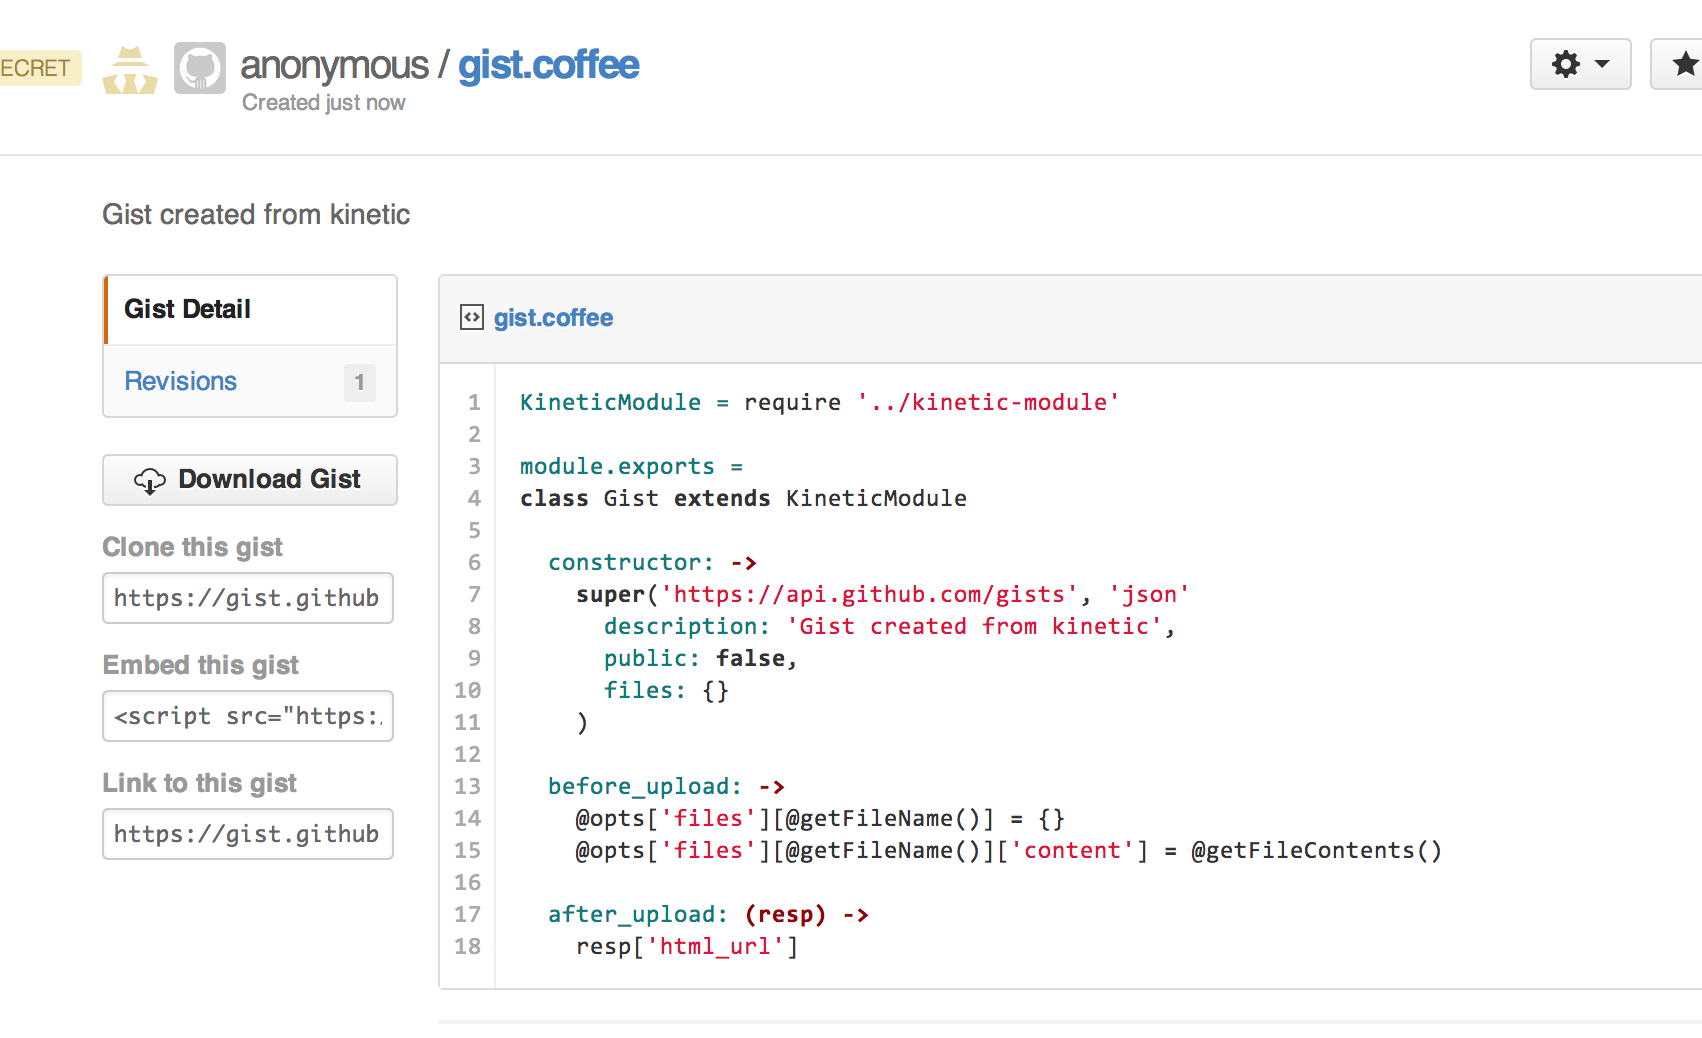 ECRET
anonymous / gist.coffee
Created just now
Gist created from kinetic
Gist Detail
Revisions 1
Download Gist
Clone this gist
https://gist.github
Embed this gist
<script src="https:/
Link to this gist
https://gist.github
gist.coffee
1 KineticModule = require '../kinetic-module'
2
3 module.exports =
4 class Gist extends KineticModule
5
6   constructor: ->
7     super('https://api.github.com/gists', 'json'
8       description: 'Gist created from kinetic',
9       public: false,
10       files: {}
11     )
12
13   before_upload: ->
14     @opts['files'][@getFileName()] = {}
15     @opts['files'][@getFileName()]['content'] = @getFileContents()
16
17   after_upload: (resp) ->
18     resp['html_url']